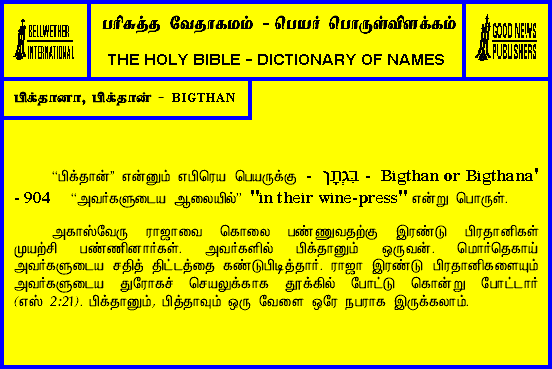 BELLWETHER
INTERNATIONAL
பரிசுத்த வேதாகமம் - பெயர் பொருள்விளக்கம்
THE HOLY BIBLE - DICTIONARY OF NAMES
GOOD NEWS
PUBLISHERS
பிக்தானா, பிக்தான் - BIGTHAN
“பிக்தான்” என்னும் எபிரெய பெயருக்கு - בִּגְתָן - Bigthan or Bigthana'
- 904 “அவர்களுடைய ஆலையில்” "in their wine-press" என்று பொருள்.
அகாஸ்வேரு ராஜாவை கொலை பண்ணுவதற்கு இரண்டு பிரதானிகள்
முயற்சி பண்ணினார்கள். அவர்களில் பிக்தானும் ஒருவன். மொர்தெகாய்
அவர்களுடைய சதித் திட்டத்தை கண்டுபிடித்தார். ராஜா இரண்டு பிரதானிகளையும்
அவர்களுடைய துரோகச் செயலுக்காக தூக்கில் போட்டு கொன்று போட்டார்
(எஸ் 2:21). பிக்தானும், பித்தாவும் ஒரு வேளை ஒரே நபராக இருக்கலாம்.